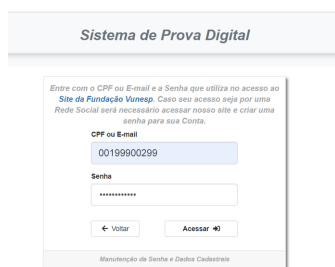 Sistema de Prova Digital
Entre com o CPF ou E-mail e a Senha que utiliza no acesso ao
Site da Fundação Vunesp. Caso seu acesso seja por uma
Rede Social será necessário acessar nosso site e criar uma
senha para sua Conta.
CPF ou E-mail
00199900299
Senha
••••••••••••
← Voltar Acessar
Manutenção da Senha e Dados Cadastrais